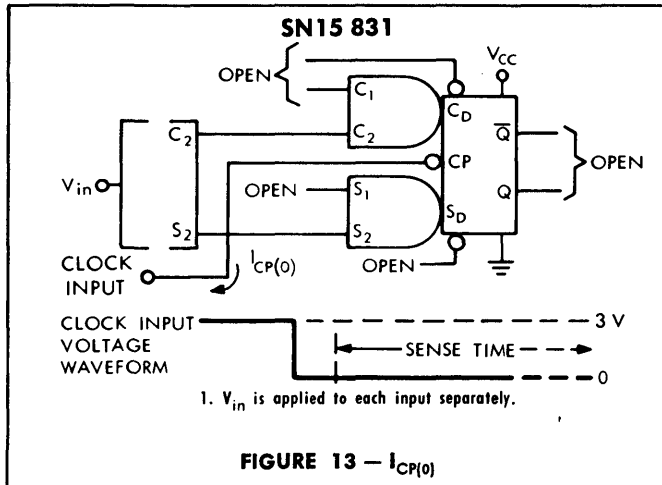 SN15 831
VCC
OPEN
C1
CD
Q̅
C2
C2
CP
OPEN
Vin
OPEN
S1
Q
SD
S2
S2
OPEN
CLOCK
INPUT
ICP(0)
CLOCK INPUT
VOLTAGE
WAVEFORM
3 V
SENSE TIME
0
1. Vin is applied to each input separately.
FIGURE 13 — ICP(0)